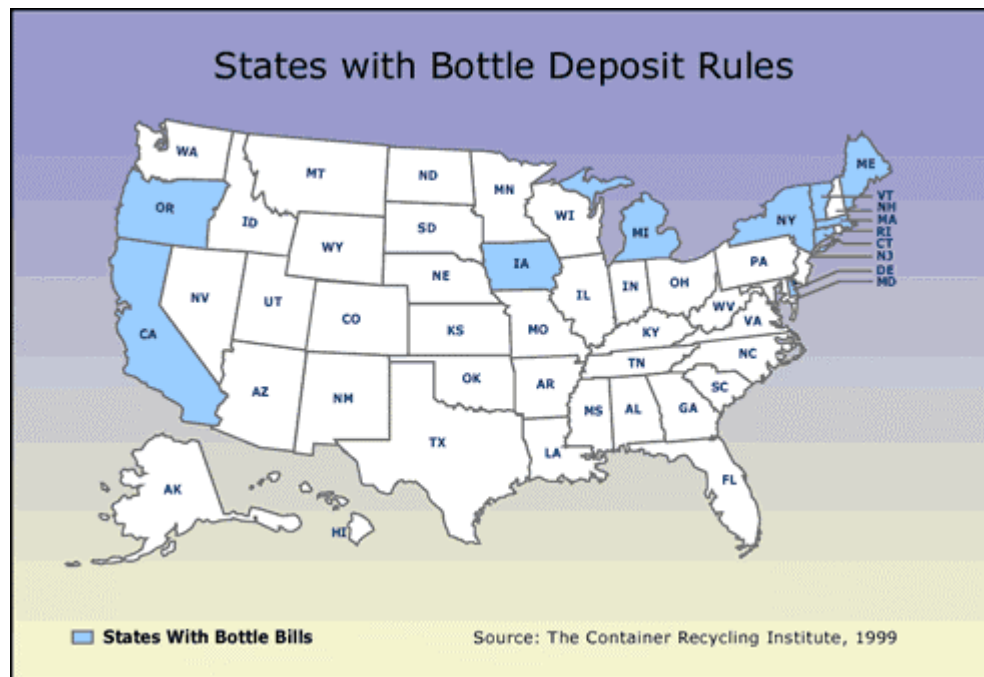 States with Bottle Deposit Rules
WA
MT
ND
MN
ME
OR
ID
SD
WI
MI
NY
VT
NH
MA
RI
CT
NJ
DE
MD
WY
IA
NE
PA
NV
UT
CO
IL
IN
OH
WV
VA
CA
KS
MO
KY
NC
TN
AZ
NM
OK
AR
SC
MS
AL
GA
TX
LA
FL
AK
HI
States With Bottle Bills
Source: The Container Recycling Institute, 1999